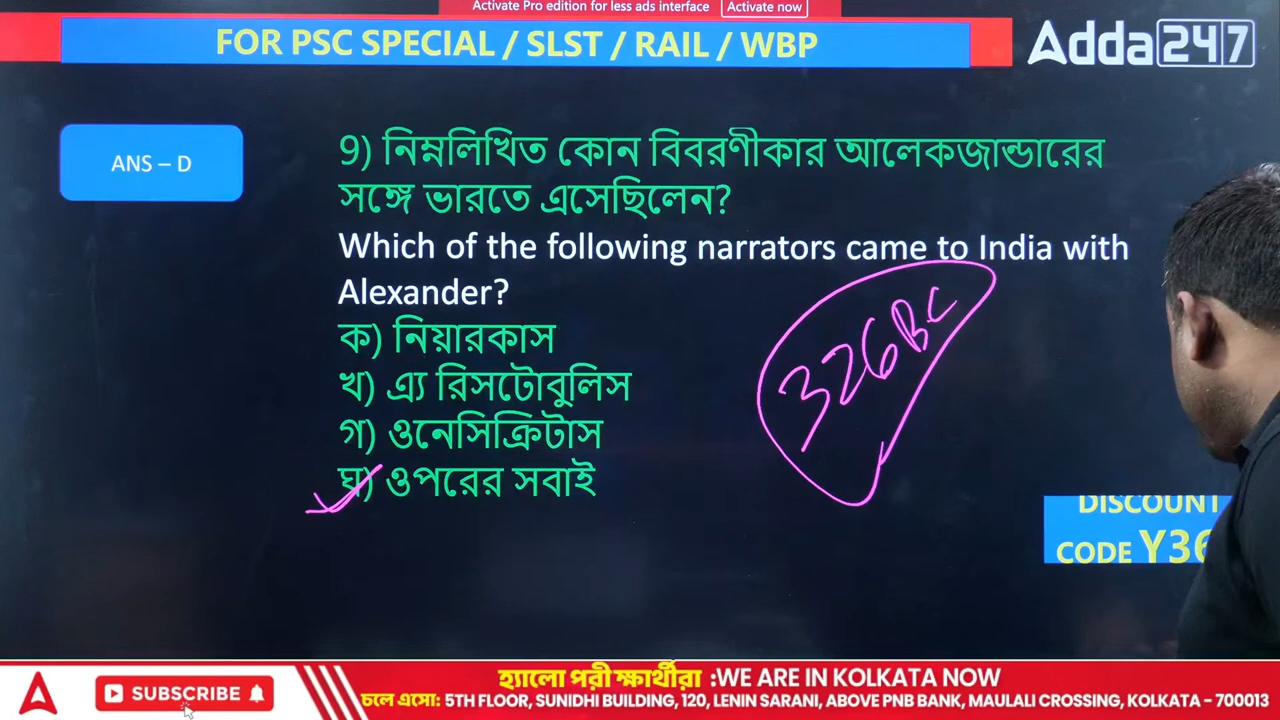 Activate Pro edition for less ads interface Activate now
FOR PSC SPECIAL / SLST / RAIL / WBP
Adda247
ANS – D
9) নিম্নলিখিত কোন বিবরণীকার আলেকজান্ডারের
সঙ্গে ভারতে এসেছিলেন?
Which of the following narrators came to India with
Alexander?
ক) নিয়ারকাস
খ) এ্য রিসটোবুলিস
গ) ওনেসিক্রিটাস
ঘ) ওপরের সবাই
326BC
DISCOUNT
CODE Y36
হ্যালো পরীক্ষার্থীরা :WE ARE IN KOLKATA NOW
SUBSCRIBE
চলে এসো: 5TH FLOOR, SUNIDHI BUILDING, 120, LENIN SARANI, ABOVE PNB BANK, MAULALI CROSSING, KOLKATA - 700013